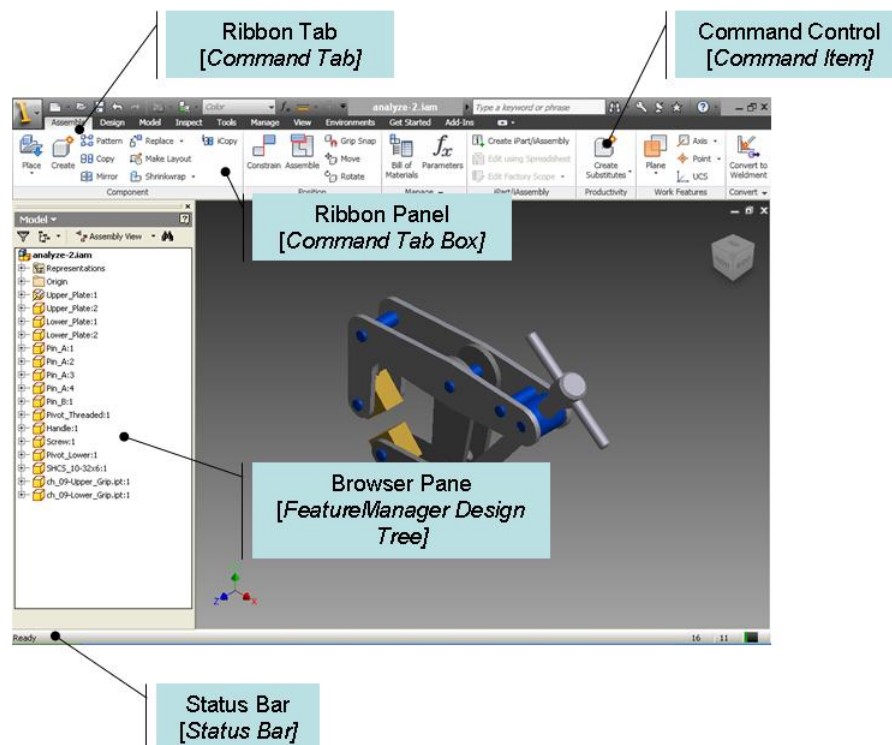 Ribbon Tab
[Command Tab]
Command Control
[Command Item]
Color
analyze-2.iam
Type a keyword or phrase
Assemble Design Model Inspect Tools Manage View Environments Get Started Add-Ins
Place
Create
Pattern
Copy
Mirror
Replace
Make Layout
Shrinkwrap
iCopy
Component
Constrain
Assemble
Grip Snap
Move
Rotate
Position
Bill of
Materials
Parameters
Manage
Create iPart/iAssembly
Edit using Spreadsheet
Edit Factory Scope
iPart/iAssembly
Create
Substitutes
Productivity
Plane
Axis
Point
UCS
Work Features
Convert to
Weldment
Convert
Ribbon Panel
[Command Tab Box]
Model
Assembly View
analyze-2.iam
Representations
Origin
Upper_Plate:1
Upper_Plate:2
Lower_Plate:1
Lower_Plate:2
Pin_A:1
Pin_A:2
Pin_A:3
Pin_A:4
Pin_B:1
Pivot_Threaded:1
Handle:1
Screw:1
Pivot_Lower:1
SHCS_10-32x6:1
ch_09-Upper_Grip.ipt:1
ch_09-Lower_Grip.ipt:1
Browser Pane
[FeatureManager Design
Tree]
Z
X
Ready
16 11
Status Bar
[Status Bar]